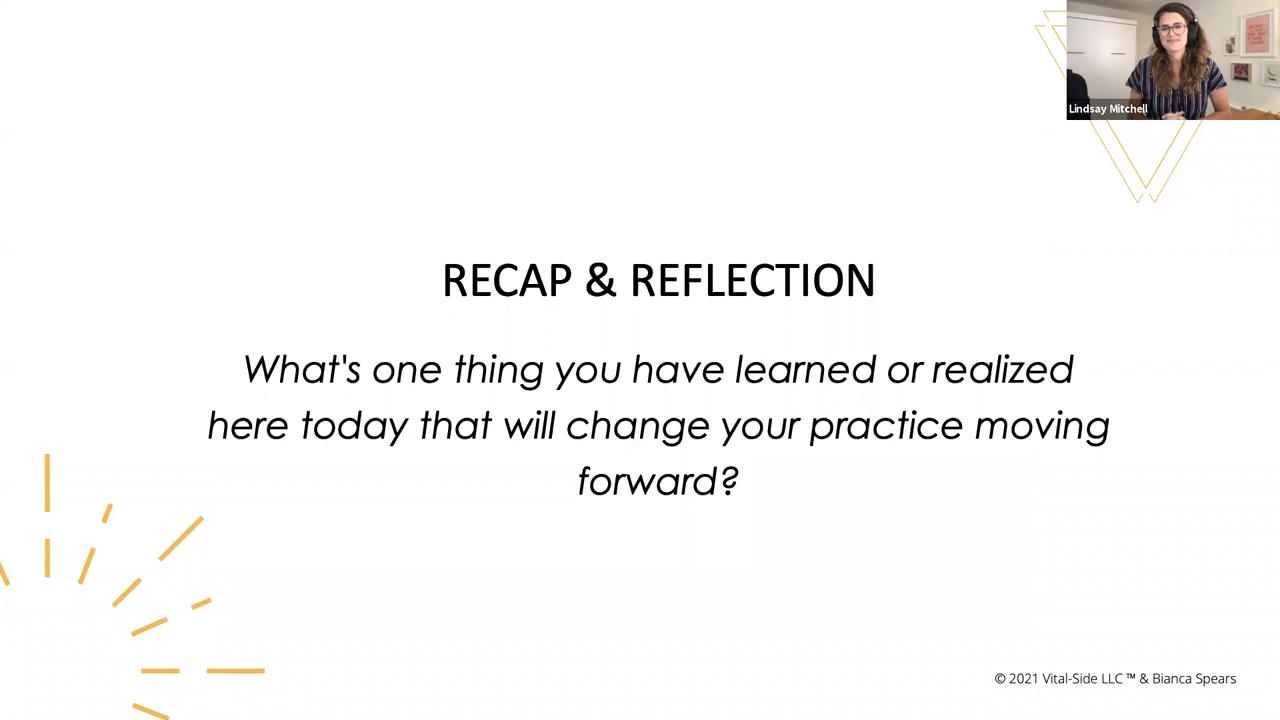 Lindsay Mitchell
RECAP & REFLECTION
What's one thing you have learned or realized
here today that will change your practice moving
forward?
© 2021 Vital-Side LLC ™ & Bianca Spears